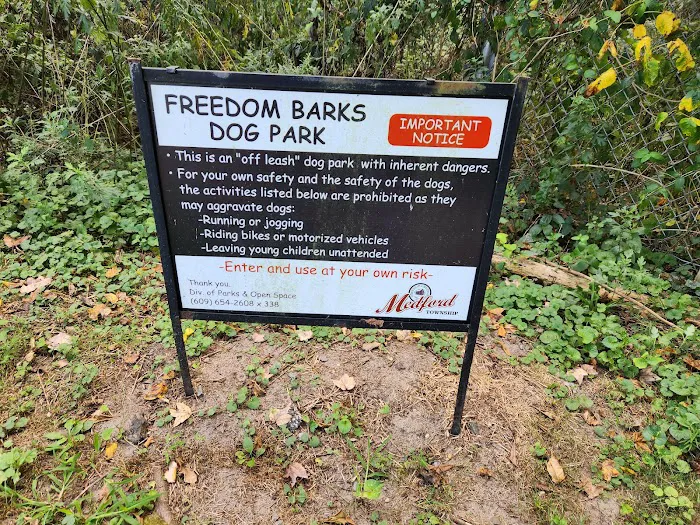 FREEDOM BARKS
DOG PARK
IMPORTANT
NOTICE
• This is an "off leash" dog park with inherent dangers.
• For your own safety and the safety of the dogs,
the activities listed below are prohibited as they
may aggravate dogs:
-Running or jogging
-Riding bikes or motorized vehicles
-Leaving young children unattended
-Enter and use at your own risk-
Thank you.
Div. of Parks & Open Space
(609) 654-2608 x 338
Medford
TOWNSHIP